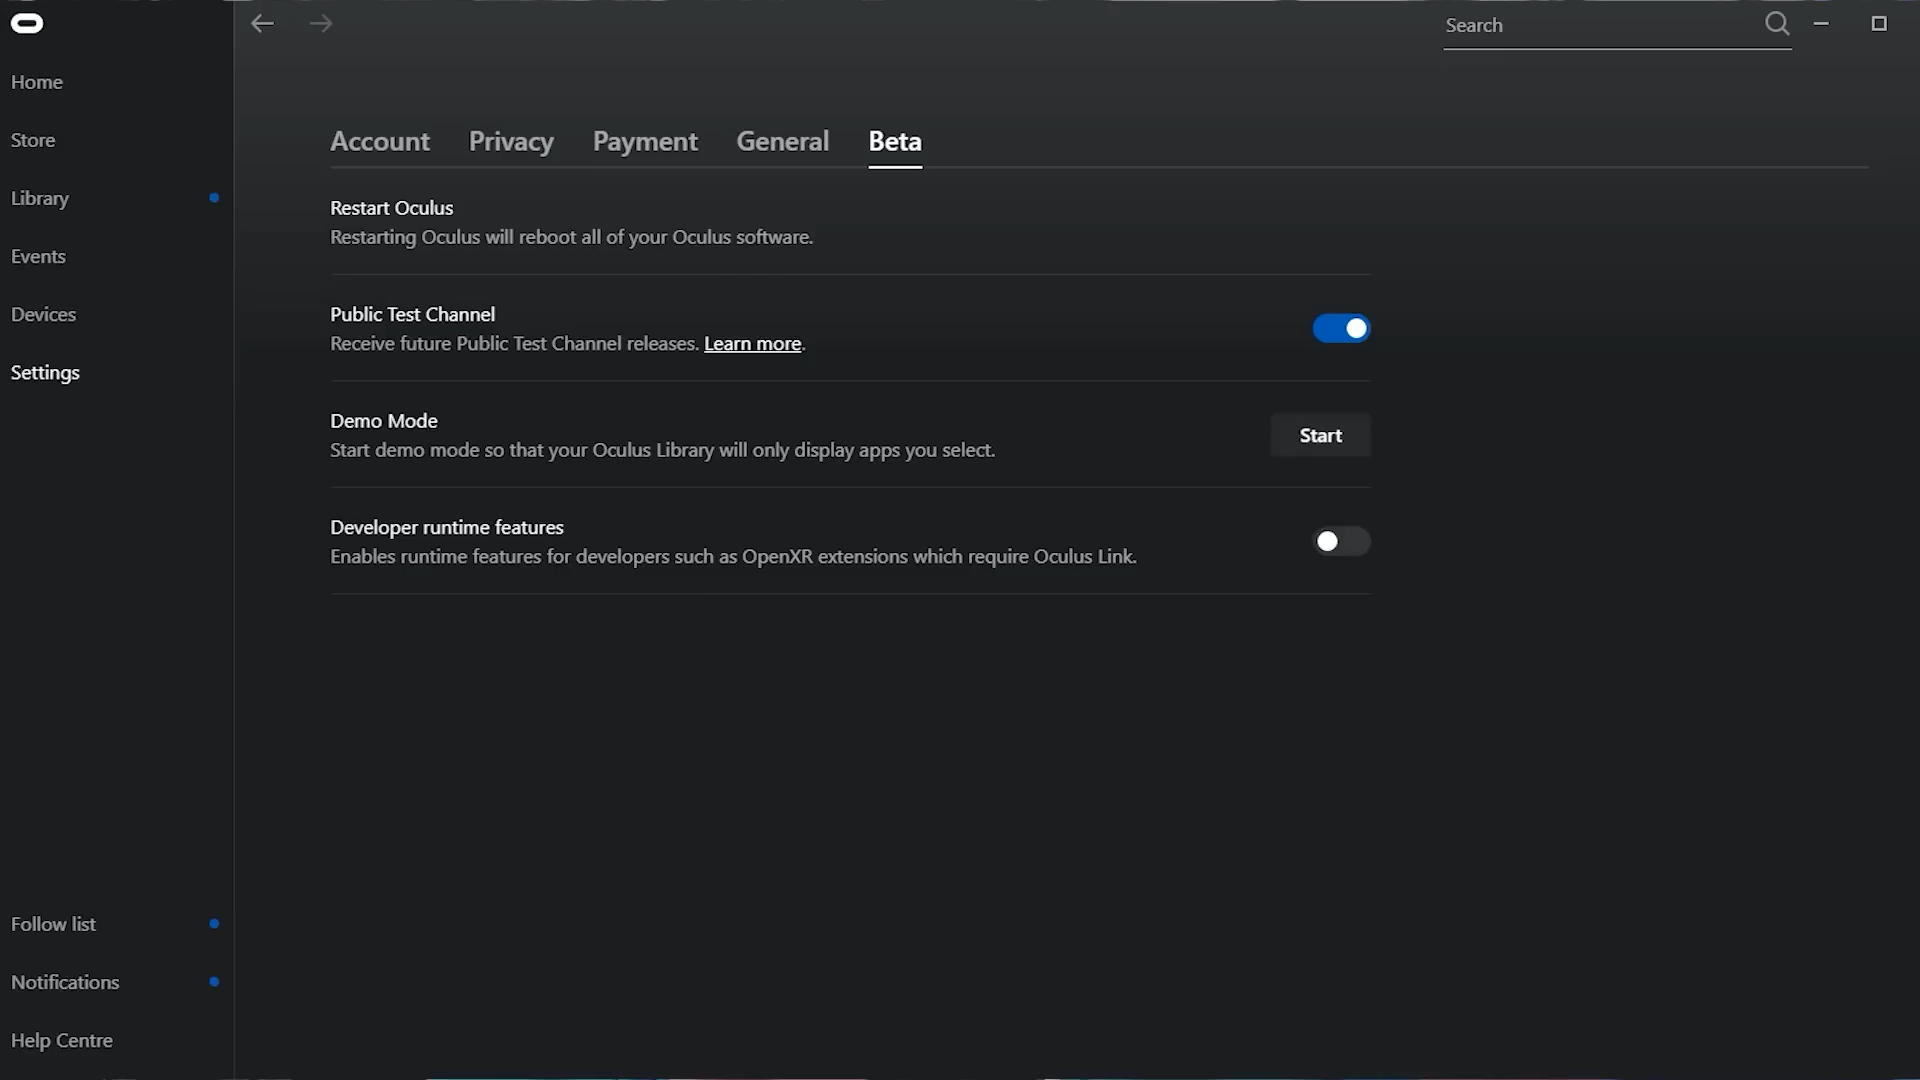 Search
Home
Store
Library
Events
Devices
Settings
Follow list
Notifications
Help Centre
Account Privacy Payment General Beta
Restart Oculus
Restarting Oculus will reboot all of your Oculus software.
Public Test Channel
Receive future Public Test Channel releases. Learn more.
Demo Mode
Start demo mode so that your Oculus Library will only display apps you select.
Start
Developer runtime features
Enables runtime features for developers such as OpenXR extensions which require Oculus Link.